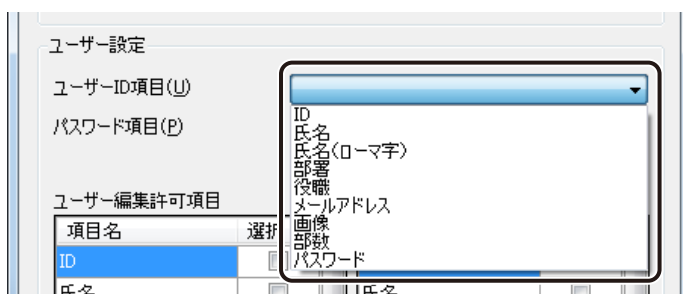 ユーザー設定
ユーザーID項目(U)
パスワード項目(P)
ID
氏名
氏名(ローマ字)
部署
役職
メールアドレス
画像
部数
パスワード
ユーザー編集許可項目
項目名 選択
ID
氏名 氏名